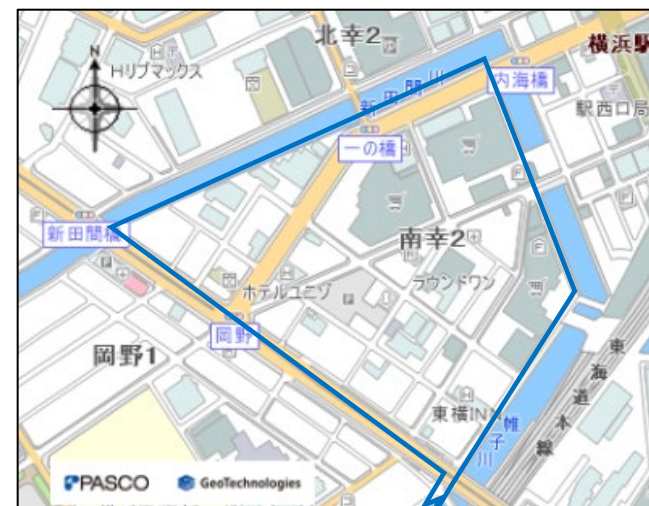 北幸2
横浜駅
N
Hリブマックス
新田間川
内海橋
駅西口局
一の橋
新田間橋
南幸2
ホテルユニゾ
ラウンドワン
岡野
岡野1
東横INN
帷子川
東海道本線
PASCO
GeoTechnologies